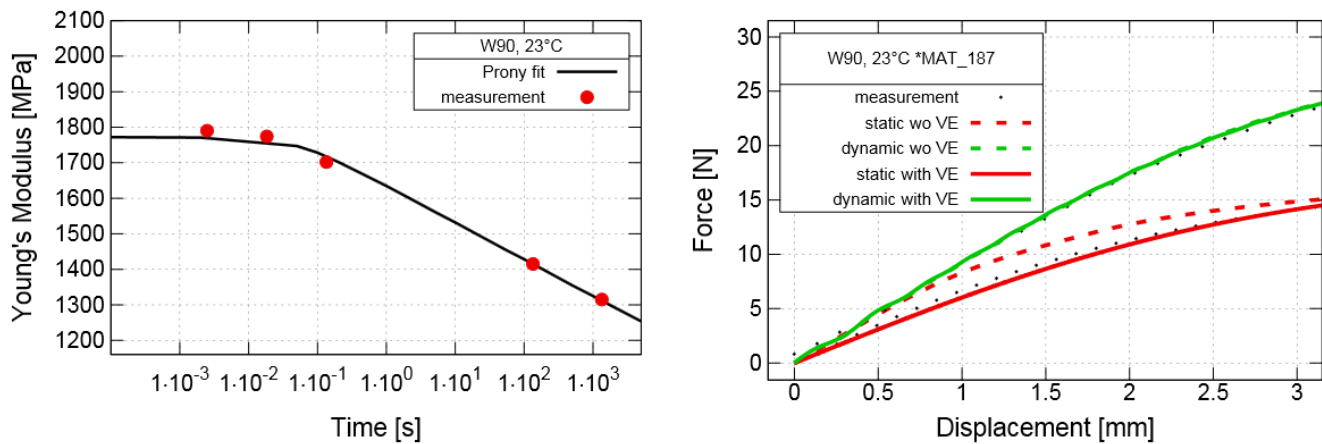 2100
2000
1900
1800
1700
1600
1500
1400
1300
1200
Young's Modulus [MPa]
W90, 23°C
Prony fit
measurement
1·10⁻³
1·10⁻²
1·10⁻¹
1·10⁰
1·10¹
1·10²
1·10³
Time [s]
30
25
20
15
10
5
0
Force [N]
W90, 23°C *MAT_187
measurement
static wo VE
dynamic wo VE
static with VE
dynamic with VE
0
0.5
1
1.5
2
2.5
3
Displacement [mm]